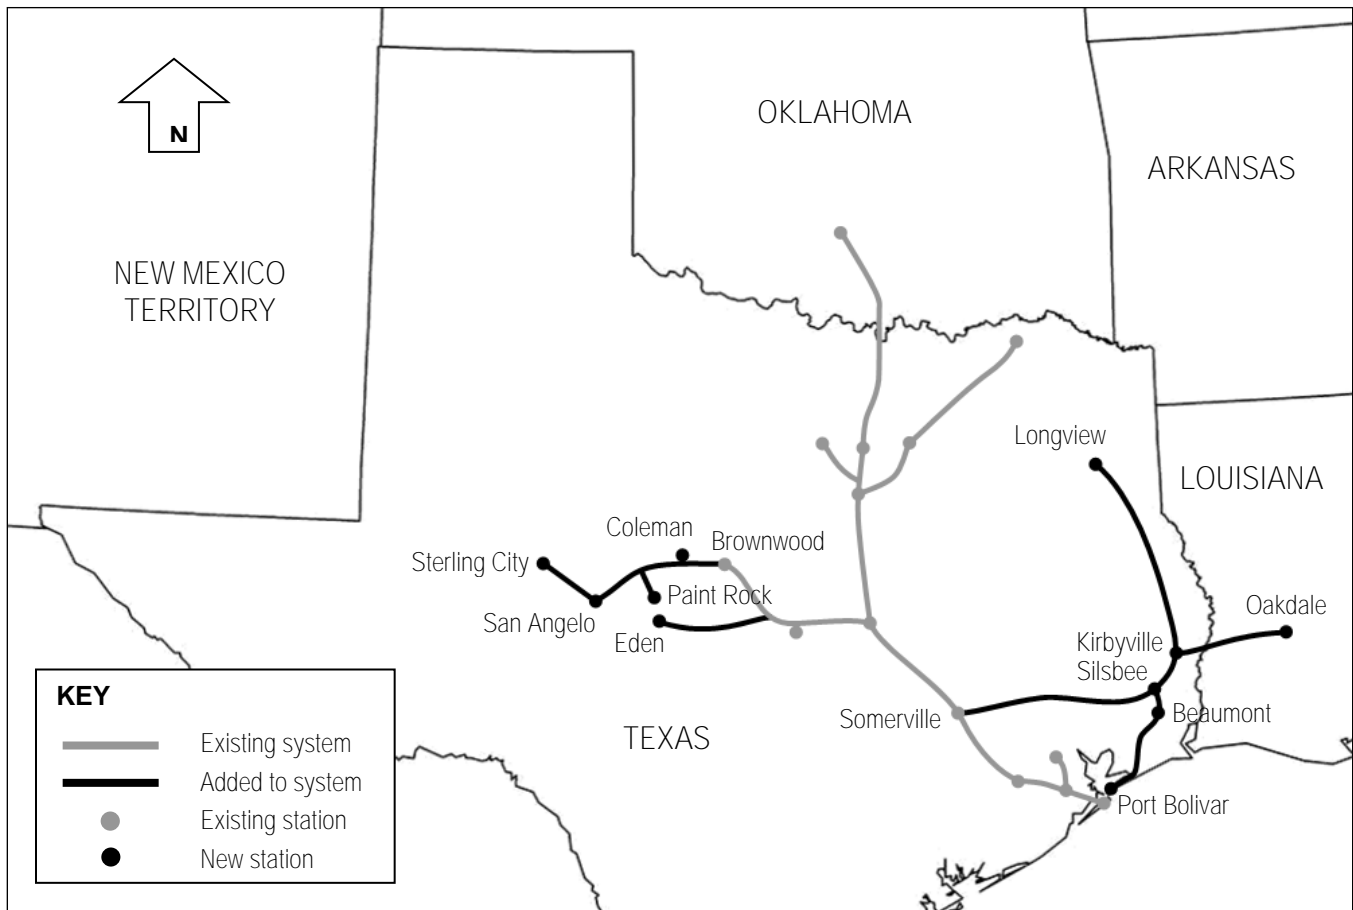 OKLAHOMA
N
ARKANSAS
NEW MEXICO
TERRITORY
Longview
LOUISIANA
Coleman
Brownwood
Sterling City
Paint Rock
San Angelo
Eden
Oakdale
Kirbyville
Silsbee
Somerville
Beaumont
TEXAS
Port Bolivar
KEY
Existing system
Added to system
Existing station
New station